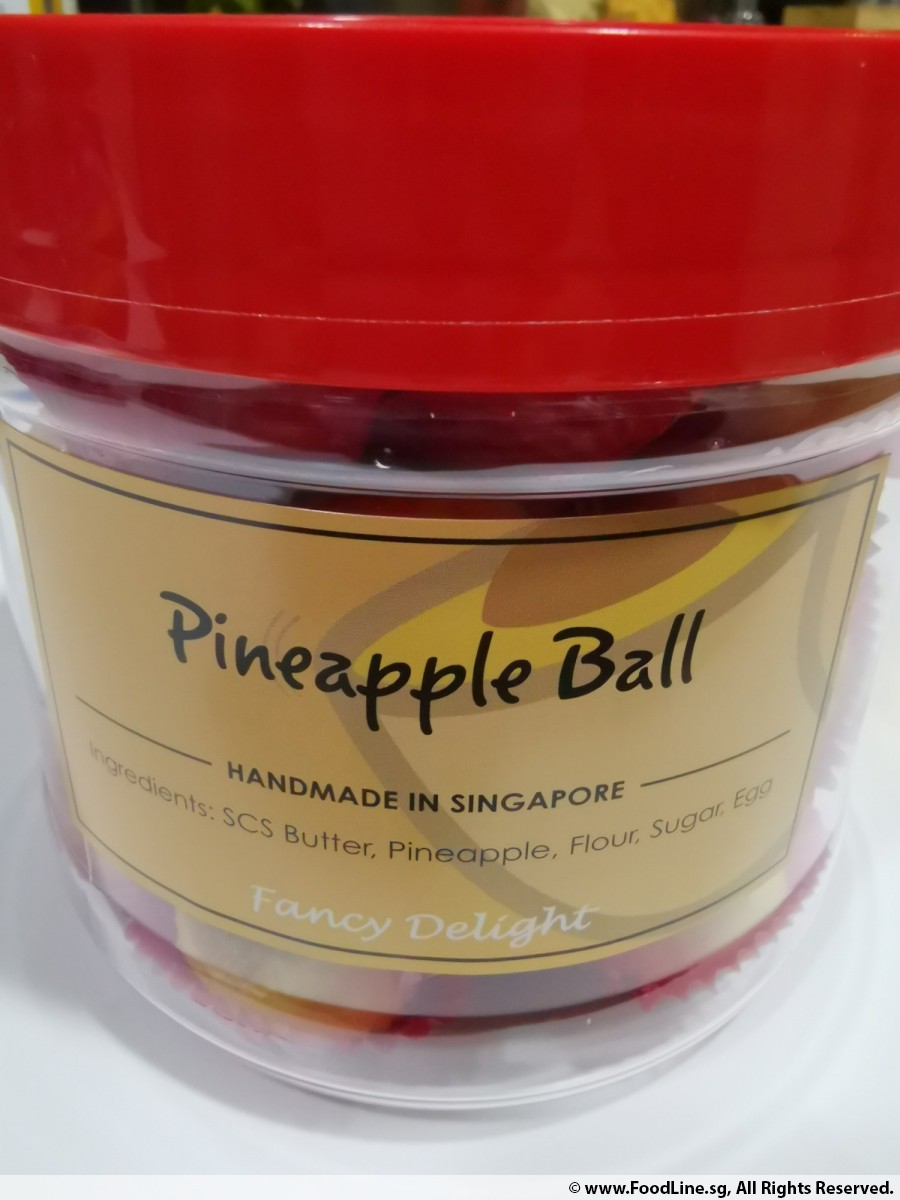 Pineapple Ball
HANDMADE IN SINGAPORE
Ingredients: SCS Butter, Pineapple, Flour, Sugar, Egg
Fancy Delight
© www.FoodLine.sg, All Rights Reserved.